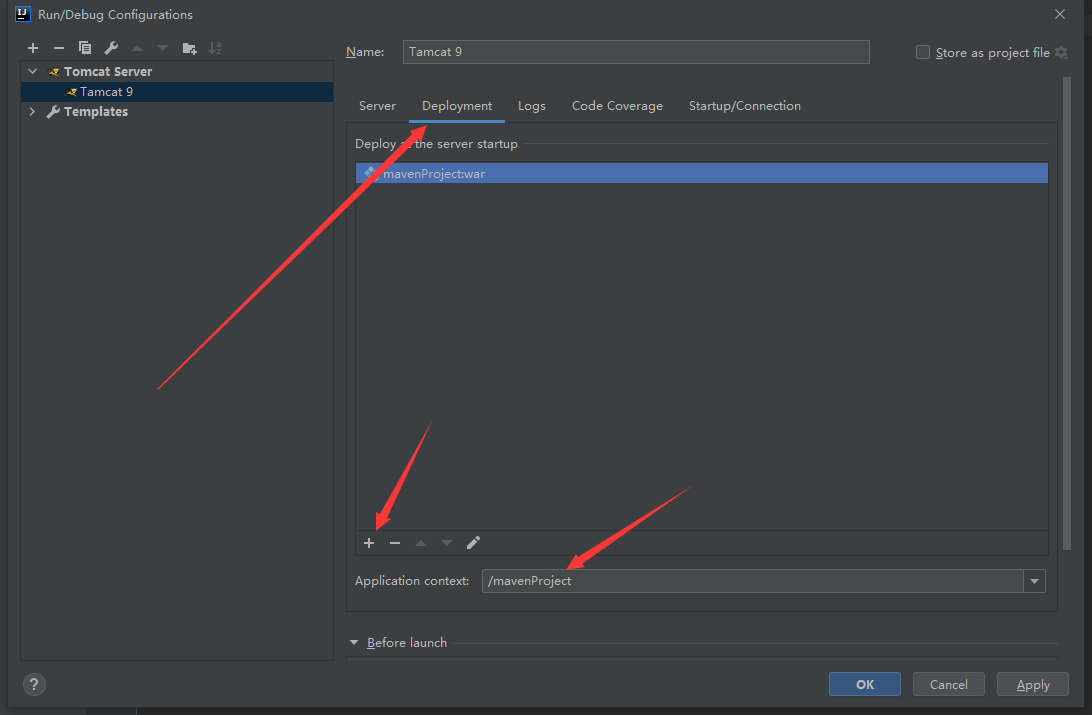 Run/Debug Configurations
Name:
Tamcat 9
Store as project file
Tomcat Server
Tamcat 9
Templates
Server
Deployment
Logs
Code Coverage
Startup/Connection
Deploy at the server startup
mavenProject:war
Application context:
/mavenProject
Before launch
?
OK
Cancel
Apply